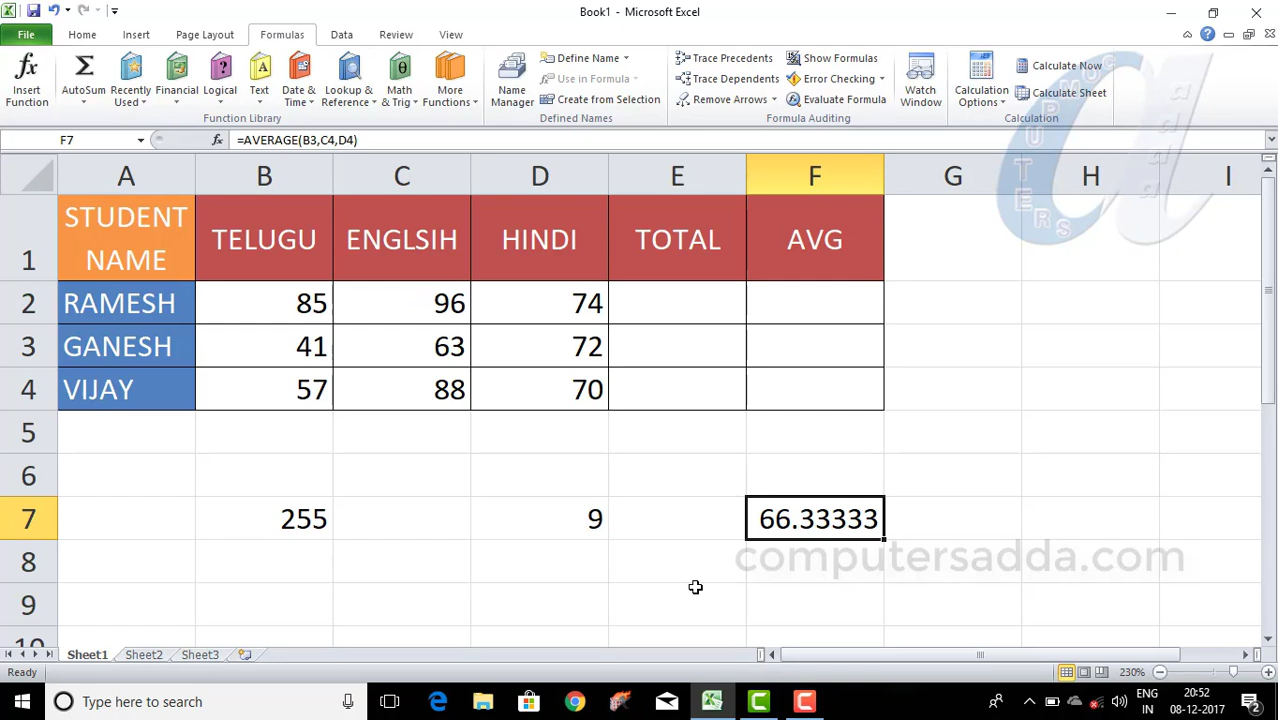 Book1 - Microsoft Excel
File Home Insert Page Layout Formulas Data Review View
Insert Function
AutoSum
Recently Used
Financial
Logical
Text
Date & Time
Lookup & Reference
Math & Trig
More Functions
Function Library
Name Manager
Define Name
Use in Formula
Create from Selection
Defined Names
Trace Precedents
Trace Dependents
Remove Arrows
Show Formulas
Error Checking
Evaluate Formula
Watch Window
Formula Auditing
Calculation Options
Calculate Now
Calculate Sheet
Calculation
F7 fx =AVERAGE(B3,C4,D4)
A B C D E F G H I
1 STUDENT NAME TELUGU ENGLSIH HINDI TOTAL AVG
2 RAMESH 85 96 74
3 GANESH 41 63 72
4 VIJAY 57 88 70
5
6
7 255 9 66.33333
8
computersadda.com
9
10
Sheet1 Sheet2 Sheet3
Ready 230%
Type here to search
ENG 20:52
IN 08-12-2017
2